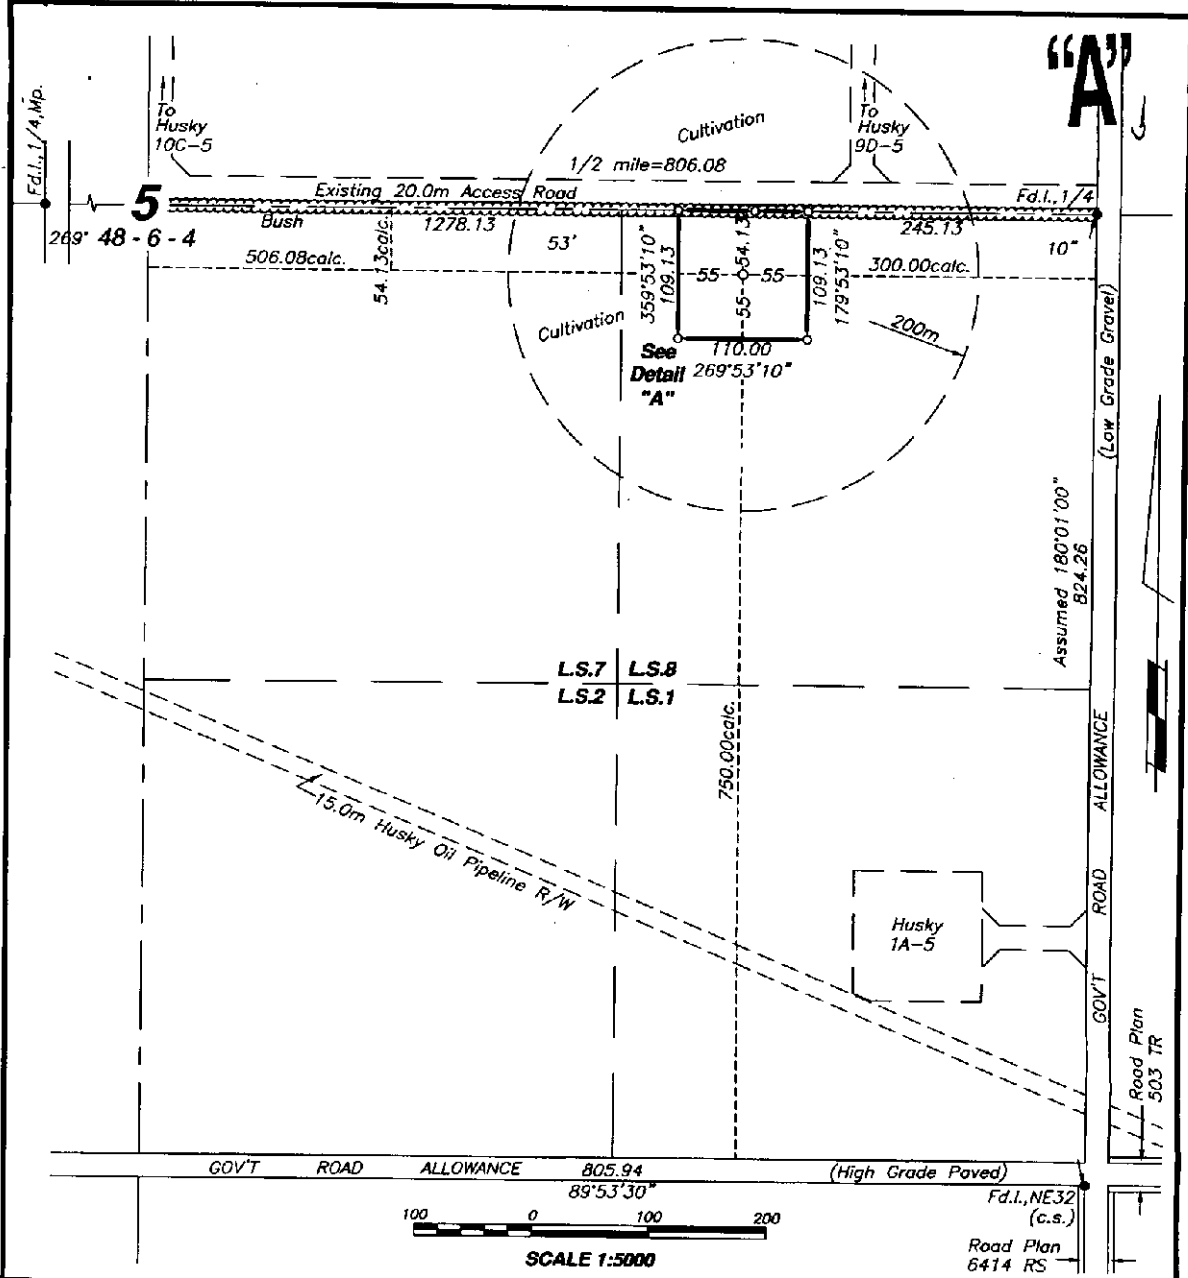 "A"
Fd.I., 1/4, Mp.
To
Husky
10C-5
Cultivation
To
Husky
9D-5
1/2 mile=806.08
Existing 20.0m Access Road
Fd.I., 1/4
5
Bush
1278.13
53'
245.13
10"
269° 48 - 6 - 4
506.08calc.
54.13calc.
359°53'10"
109.13
54.13
55
55
55
109.13
179°53'10"
300.00calc.
Cultivation
200m
110.00
269°53'10"
See
Detail
"A"
(Low Grade Gravel)
Assumed 180°01'00"
824.26
L.S.7
L.S.8
L.S.2
L.S.1
750.00calc.
15.0m Husky Oil Pipeline R/W
Husky
1A-5
GOV'T ROAD ALLOWANCE
Road Plan
503 TR
GOV'T ROAD ALLOWANCE 805.94 (High Grade Paved)
89°53'30"
Fd.I.,NE32
(c.s.)
100 0 100 200
SCALE 1:5000
Road Plan
6414 RS